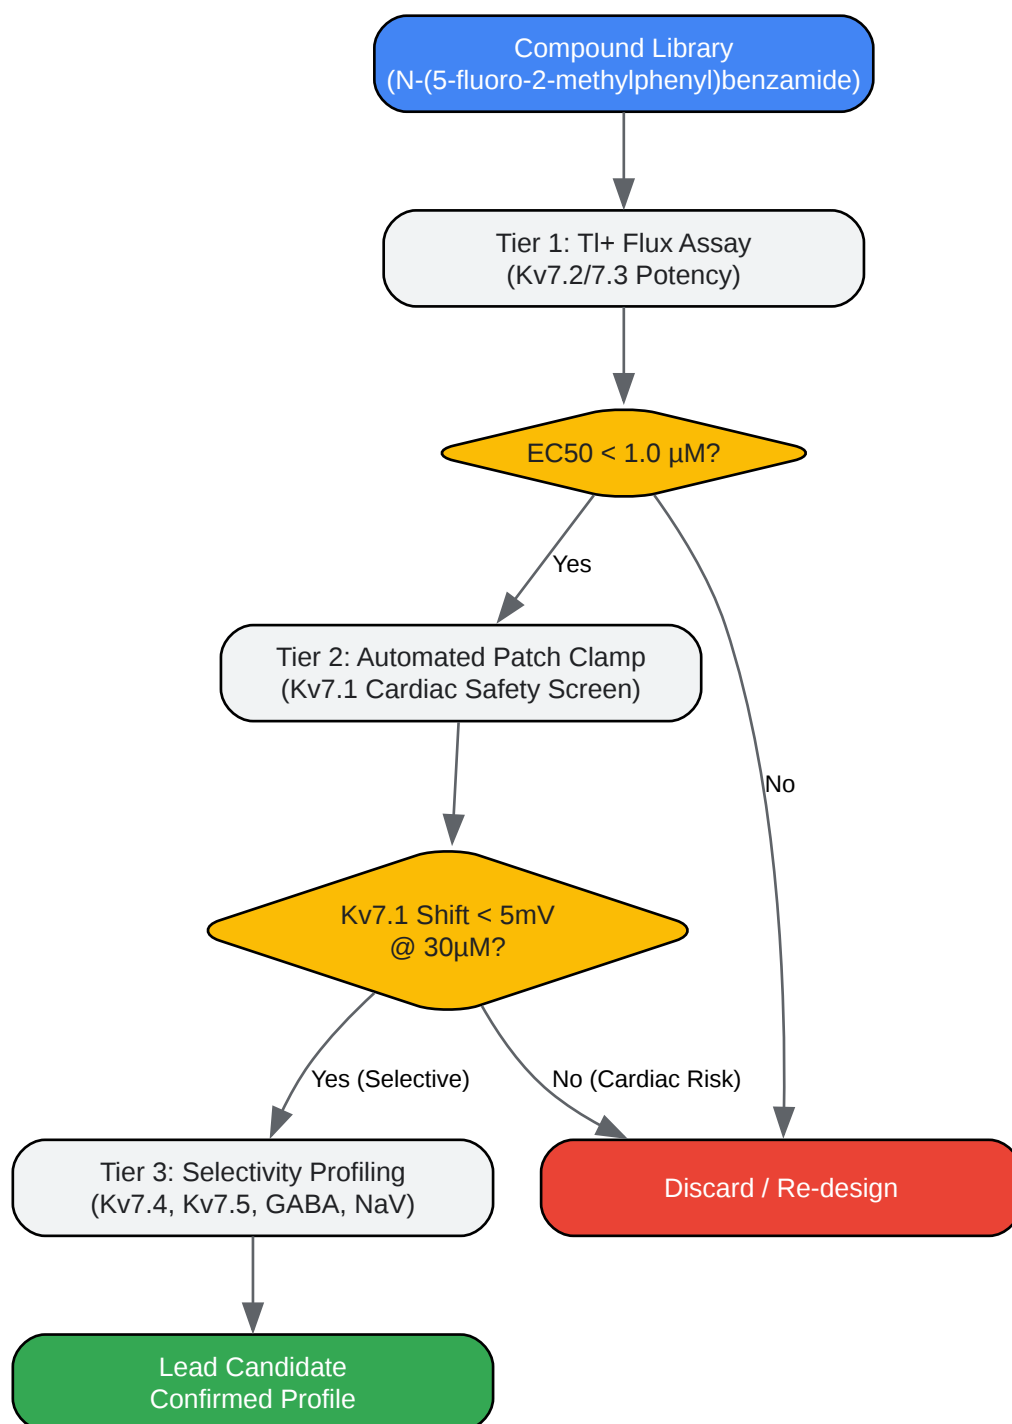 Compound Library
(N-(5-fluoro-2-methylphenyl)benzamide)
Tier 1: Tl+ Flux Assay
(Kv7.2/7.3 Potency)
EC50 < 1.0 µM?
Yes
Tier 2: Automated Patch Clamp
(Kv7.1 Cardiac Safety Screen)
No
Kv7.1 Shift < 5mV
@ 30µM?
Yes (Selective)
No (Cardiac Risk)
Tier 3: Selectivity Profiling
(Kv7.4, Kv7.5, GABA, NaV)
Discard / Re-design
Lead Candidate
Confirmed Profile